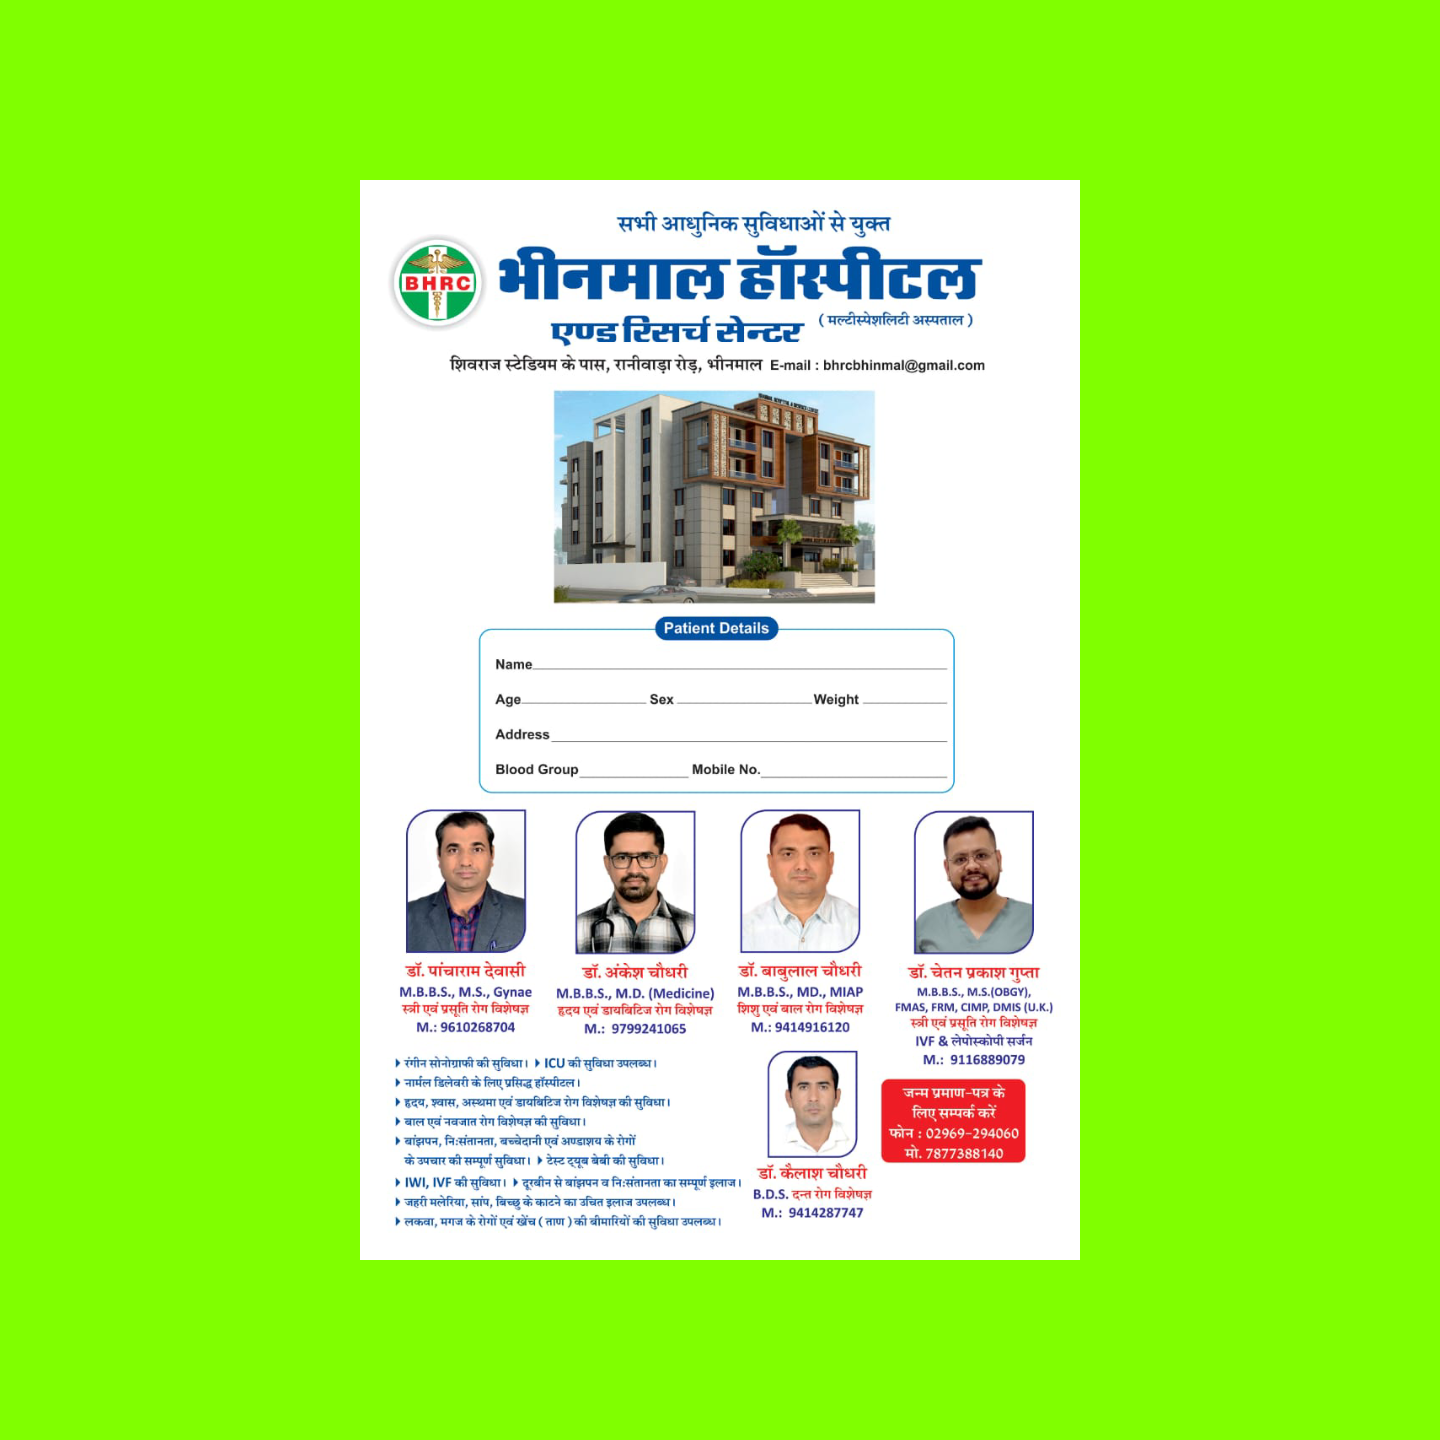 सभी आधुनिक सुविधाओं से युक्त
BHRC
भीनमाल हॉस्पीटल
एण्ड रिसर्च सेन्टर ( मल्टीस्पेशलिटी अस्पताल )
शिवराज स्टेडियम के पास, रानीवाड़ा रोड़, भीनमाल E-mail : bhrcbhinmal@gmail.com
Patient Details
Name
Age Sex Weight
Address
Blood Group Mobile No.
डॉ. पांचाराम देवासी
M.B.B.S., M.S., Gynae
स्त्री एवं प्रसूति रोग विशेषज्ञ
M.: 9610268704
डॉ. अंकेश चौधरी
M.B.B.S., M.D. (Medicine)
हृदय एवं डायबिटिज रोग विशेषज्ञ
M.: 9799241065
डॉ. बाबुलाल चौधरी
M.B.B.S., MD., MIAP
शिशु एवं बाल रोग विशेषज्ञ
M.: 9414916120
डॉ. चेतन प्रकाश गुप्ता
M.B.B.S., M.S.(OBGY),
FMAS, FRM, CIMP, DMIS (U.K.)
स्त्री एवं प्रसूति रोग विशेषज्ञ
IVF & लेपोस्कोपी सर्जन
M.: 9116889079
रंगीन सोनोग्राफी की सुविधा। ICU की सुविधा उपलब्ध।
नार्मल डिलेवरी के लिए प्रसिद्ध हॉस्पीटल।
हृदय, श्वास, अस्थमा एवं डायबिटिज रोग विशेषज्ञ की सुविधा।
बाल एवं नवजात रोग विशेषज्ञ की सुविधा।
बांझपन, नि:संतानता, बच्चेदानी एवं अण्डाशय के रोगों
के उपचार की सम्पूर्ण सुविधा। टेस्ट ट्यूब बेबी की सुविधा।
IWI, IVF की सुविधा। दूरबीन से बांझपन व नि:संतानता का सम्पूर्ण इलाज।
जहरी मलेरिया, सांप, बिच्छु के काटने का उचित इलाज उपलब्ध।
लकवा, मगज के रोगों एवं खेंच ( ताण ) की बीमारियों की सुविधा उपलब्ध।
डॉ. कैलाश चौधरी
B.D.S. दन्त रोग विशेषज्ञ
M.: 9414287747
जन्म प्रमाण-पत्र के
लिए सम्पर्क करें
फोन : 02969-294060
मो. 7877388140